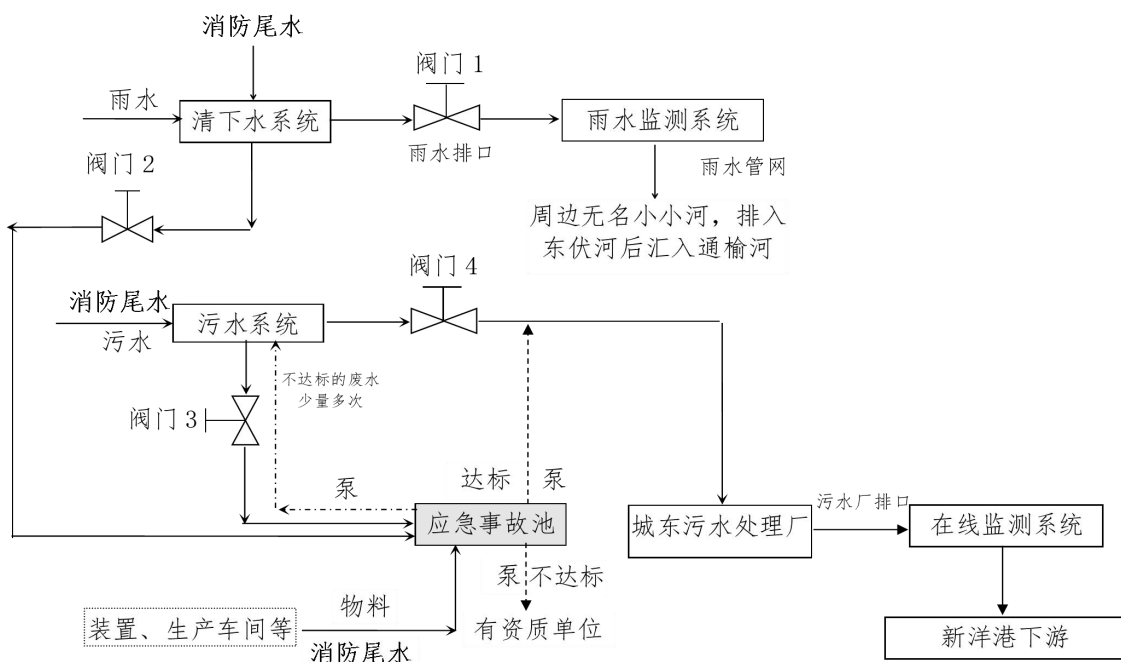 消防尾水
阀门 1
雨水
清下水系统
雨水监测系统
雨水排口
阀门 2
雨水管网
周边无名小小河，排入
东伏河后汇入通榆河
阀门 4
消防尾水
污水系统
污水
不达标的废水
少量多次
阀门 3
泵
达标
泵
污水厂排口
应急事故池
城东污水处理厂
在线监测系统
泵
不达标
物料
装置、生产车间等
有资质单位
消防尾水
新洋港下游